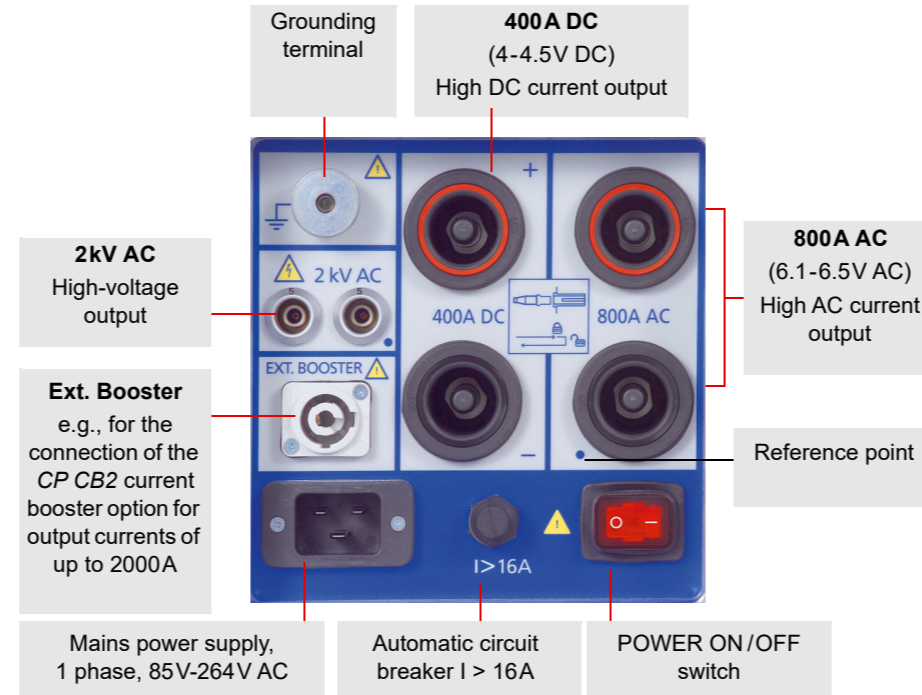 Grounding
terminal
400A DC
(4-4.5V DC)
High DC current output
2kV AC
High-voltage
output
800A AC
(6.1-6.5V AC)
High AC current
output
Ext. Booster
e.g., for the
connection of the
CP CB2 current
booster option for
output currents of
up to 2000A
Reference point
Mains power supply,
1 phase, 85V-264V AC
Automatic circuit
breaker I > 16A
POWER ON/OFF
switch
+
2 kV AC
5
5
400A DC
800A AC
EXT. BOOSTER
–
I>16A
O –